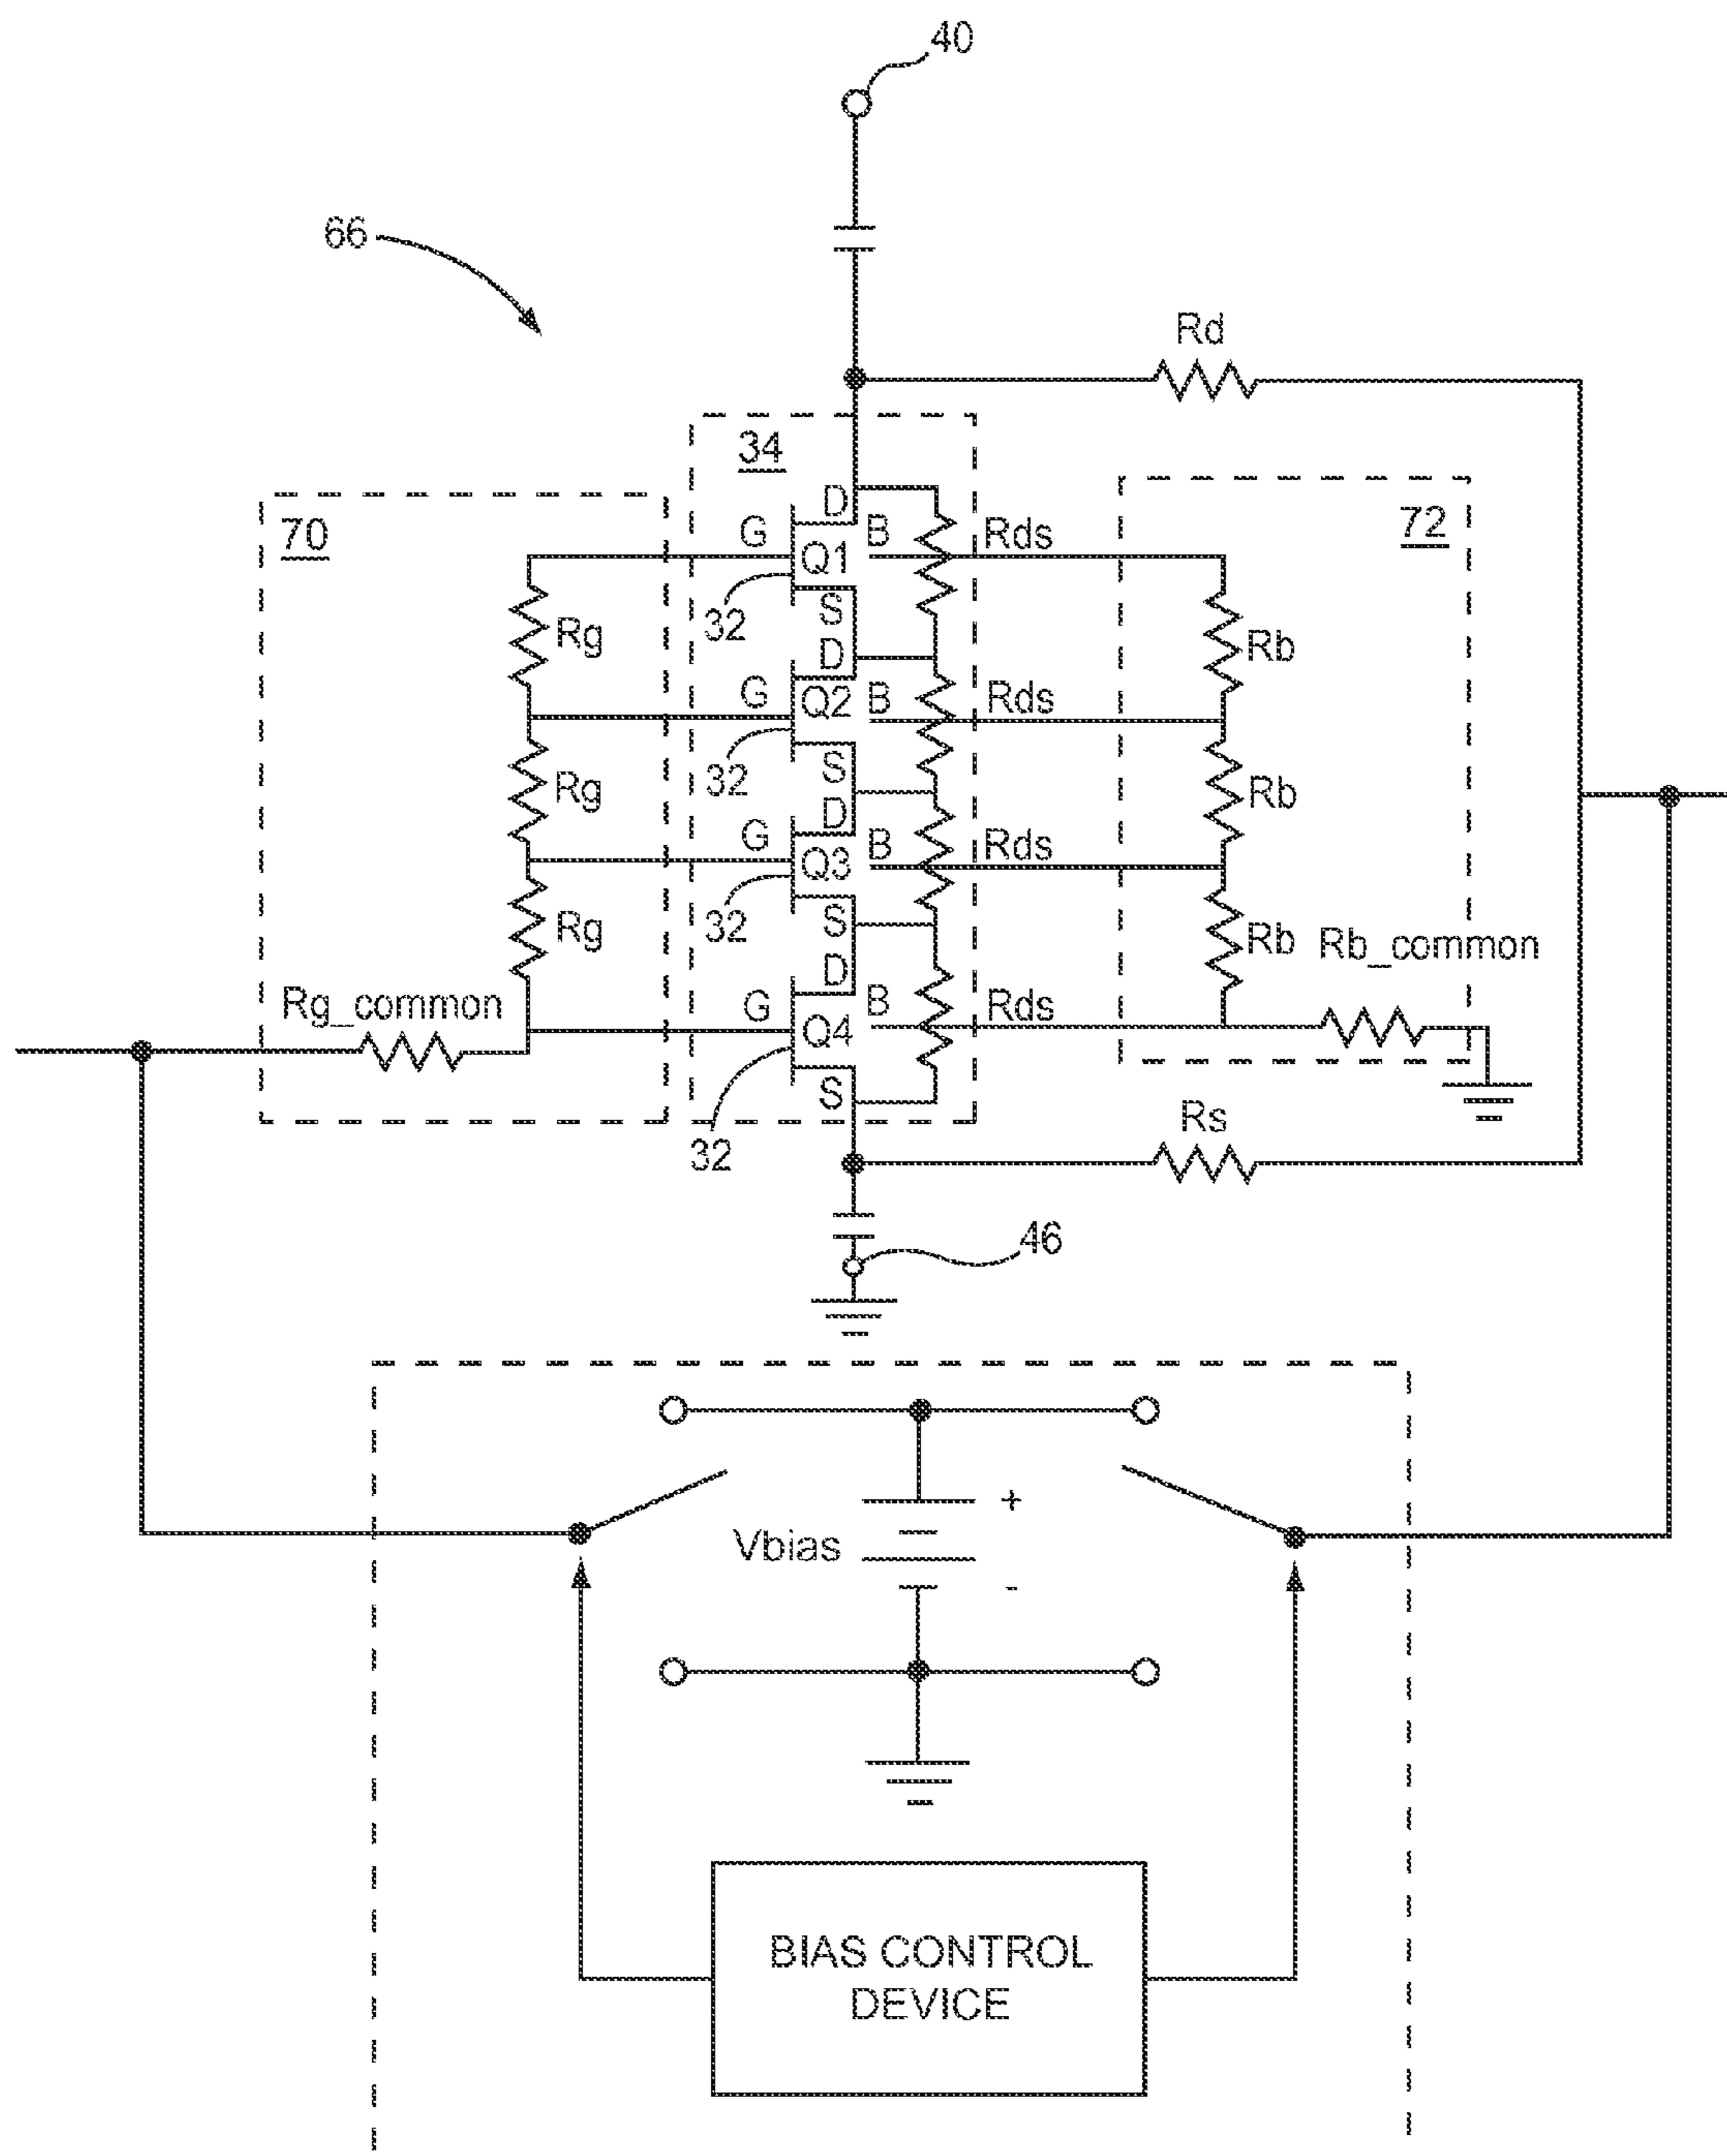 40
66
Rd
34
70
72
D
G
Q1
B
Rds
32
S
Rg
Rb
D
G
Q2
B
Rds
32
S
Rg
Rb
D
G
Q3
B
Rds
32
S
Rg
Rb
Rb_common
D
Rg_common
G
Q4
B
Rds
S
32
Rs
46
+
Vbias
-
BIAS CONTROL
DEVICE